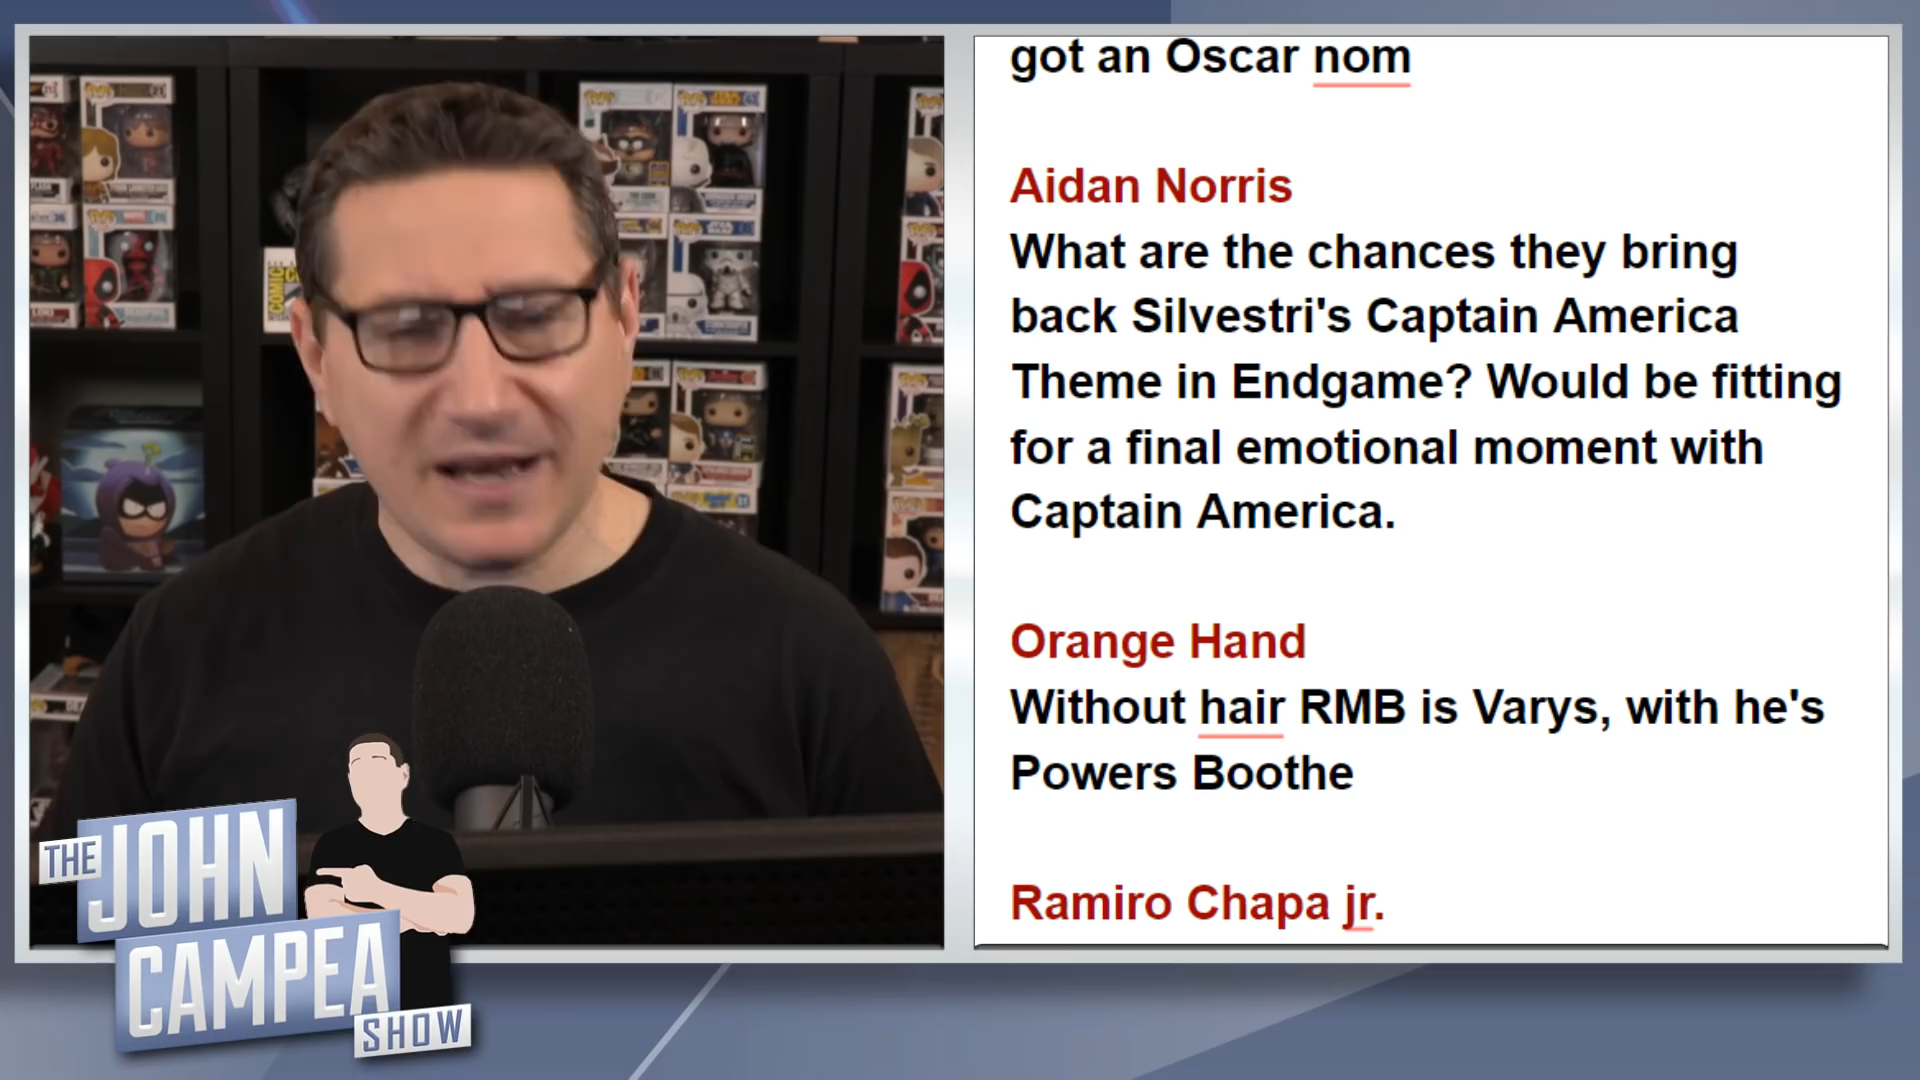 got an Oscar nom
Aidan Norris
What are the chances they bring
back Silvestri's Captain America
Theme in Endgame? Would be fitting
for a final emotional moment with
Captain America.
Orange Hand
Without hair RMB is Varys, with he's
Powers Boothe
Ramiro Chapa jr.
THE
JOHN
CAMPEA
SHOW